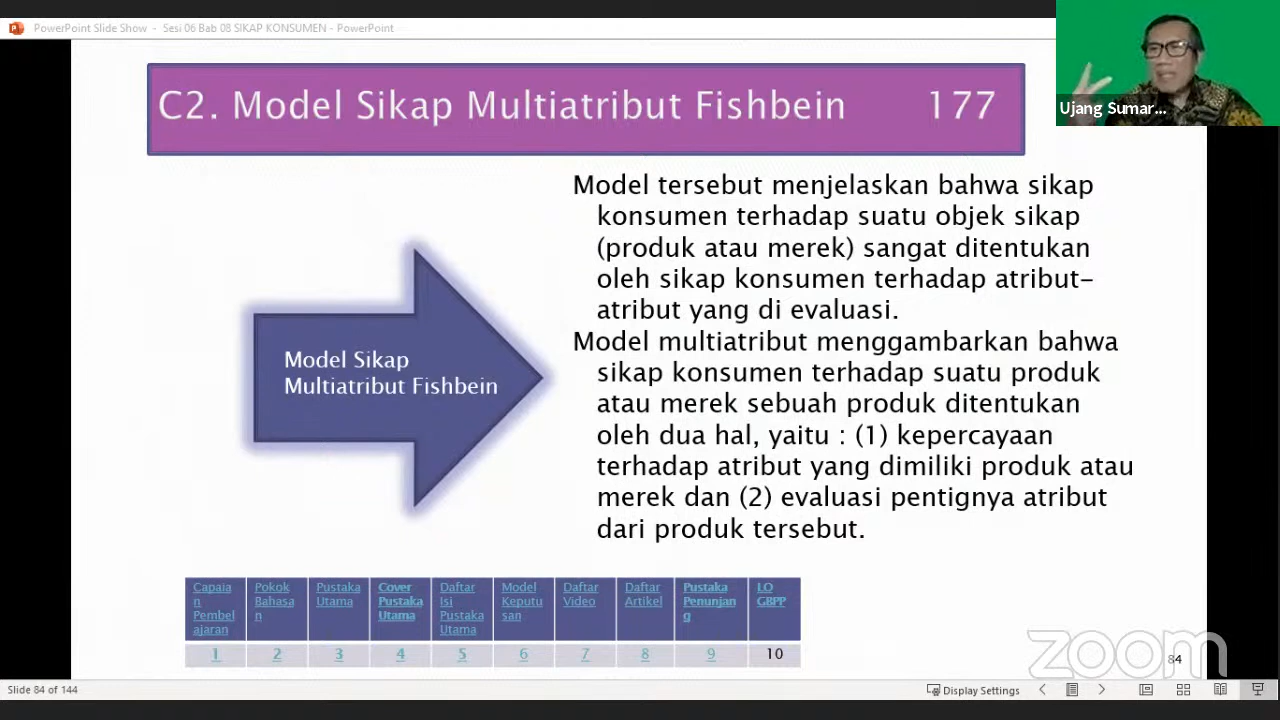 PowerPoint Slide Show - Sesi 06 Bab 08 SIKAP KONSUMEN - PowerPoint
Ujang Sumar...
C2. Model Sikap Multiatribut Fishbein 177
Model tersebut menjelaskan bahwa sikap
konsumen terhadap suatu objek sikap
(produk atau merek) sangat ditentukan
oleh sikap konsumen terhadap atribut-
atribut yang di evaluasi.
Model multiatribut menggambarkan bahwa
sikap konsumen terhadap suatu produk
atau merek sebuah produk ditentukan
oleh dua hal, yaitu : (1) kepercayaan
terhadap atribut yang dimiliki produk atau
merek dan (2) evaluasi pentignya atribut
dari produk tersebut.
Model Sikap
Multiatribut Fishbein
Capaia
n
Pembel
ajaran
Pokok
Bahasa
n
Pustaka
Utama
Cover
Pustaka
Utama
Daftar
Isi
Pustaka
Utama
Model
Keputu
san
Daftar
Video
Daftar
Artikel
Pustaka
Penunjan
g
LO
GBPP
1 2 3 4 5 6 7 8 9 10
zoom
84
Slide 84 of 144
Display Settings